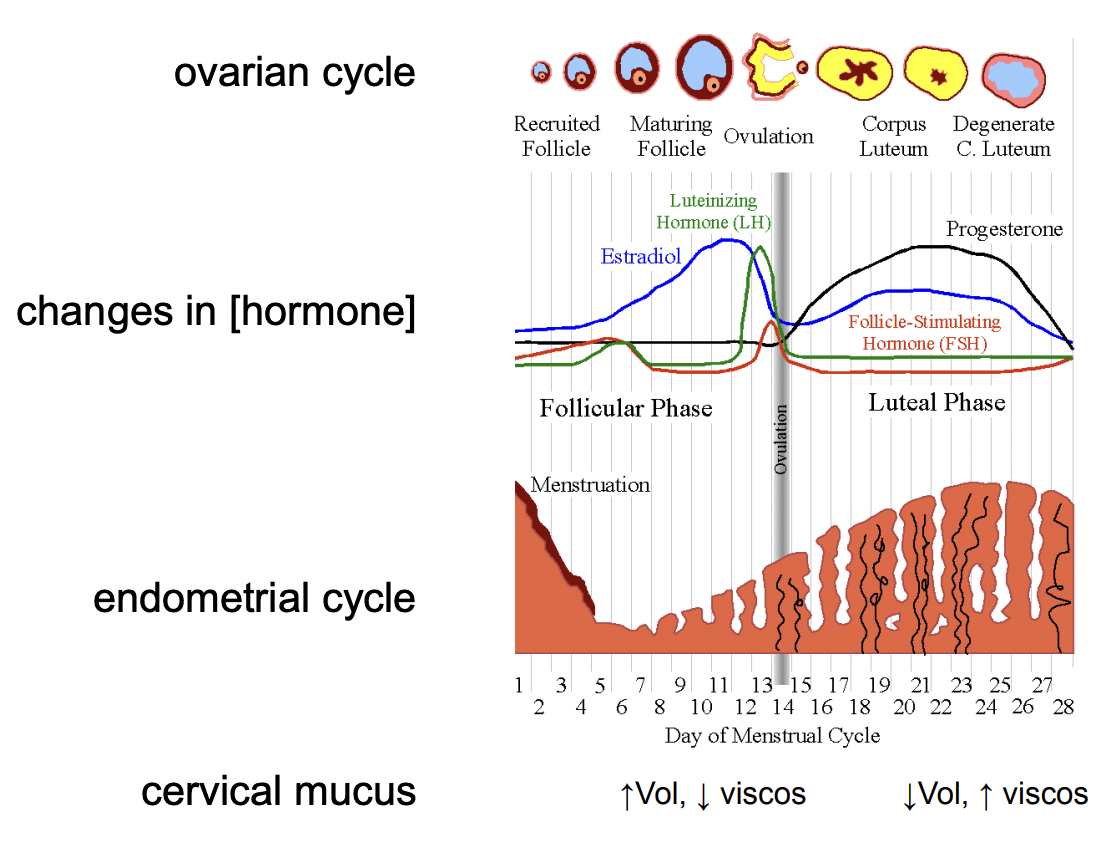 ovarian cycle
Recruited
Follicle
Maturing
Follicle
Ovulation
Corpus
Luteum
Degenerate
C. Luteum
changes in [hormone]
Luteinizing
Hormone (LH)
Estradiol
Progesterone
Follicle-Stimulating
Hormone (FSH)
Follicular Phase
Luteal Phase
Ovulation
endometrial cycle
Menstruation
1 3 5 7 9 11 13 15 17 19 21 23 25 27
2 4 6 8 10 12 14 16 18 20 22 24 26 28
Day of Menstrual Cycle
cervical mucus
↑Vol, ↓ viscos
↓Vol, ↑ viscos